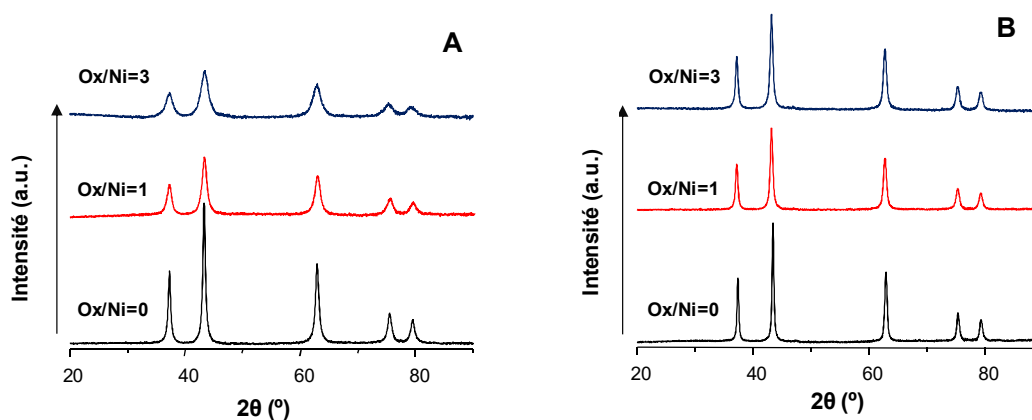 A
Intensité (a.u.)
Ox/Ni=3
Ox/Ni=1
Ox/Ni=0
20 40 60 80
2θ (º)
B
Intensité (a.u.)
Ox/Ni=3
Ox/Ni=1
Ox/Ni=0
20 40 60 80
2θ (º)